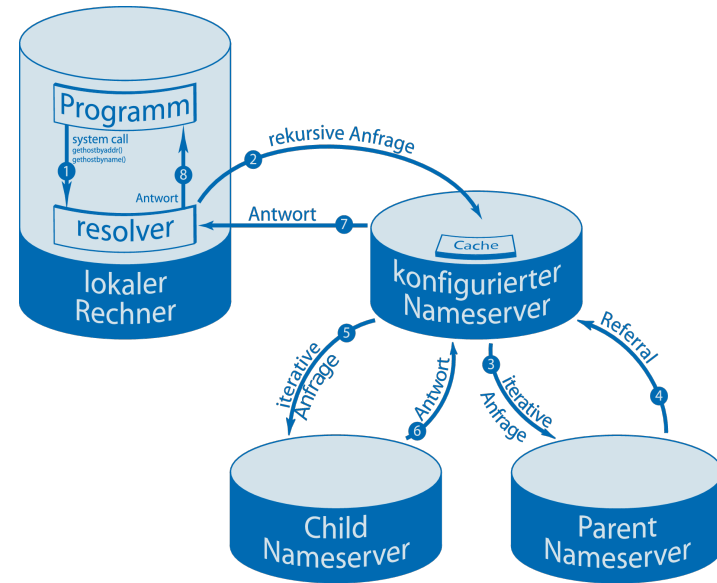 Programm
system call
gethostbyaddr()
gethostbyname()
1
8
Antwort
resolver
lokaler
Rechner
2
rekursive Anfrage
Antwort
7
Cache
konfigurierter
Nameserver
5
iterative
Anfrage
6
Antwort
3
iterative
Anfrage
Referral
4
Child
Nameserver
Parent
Nameserver